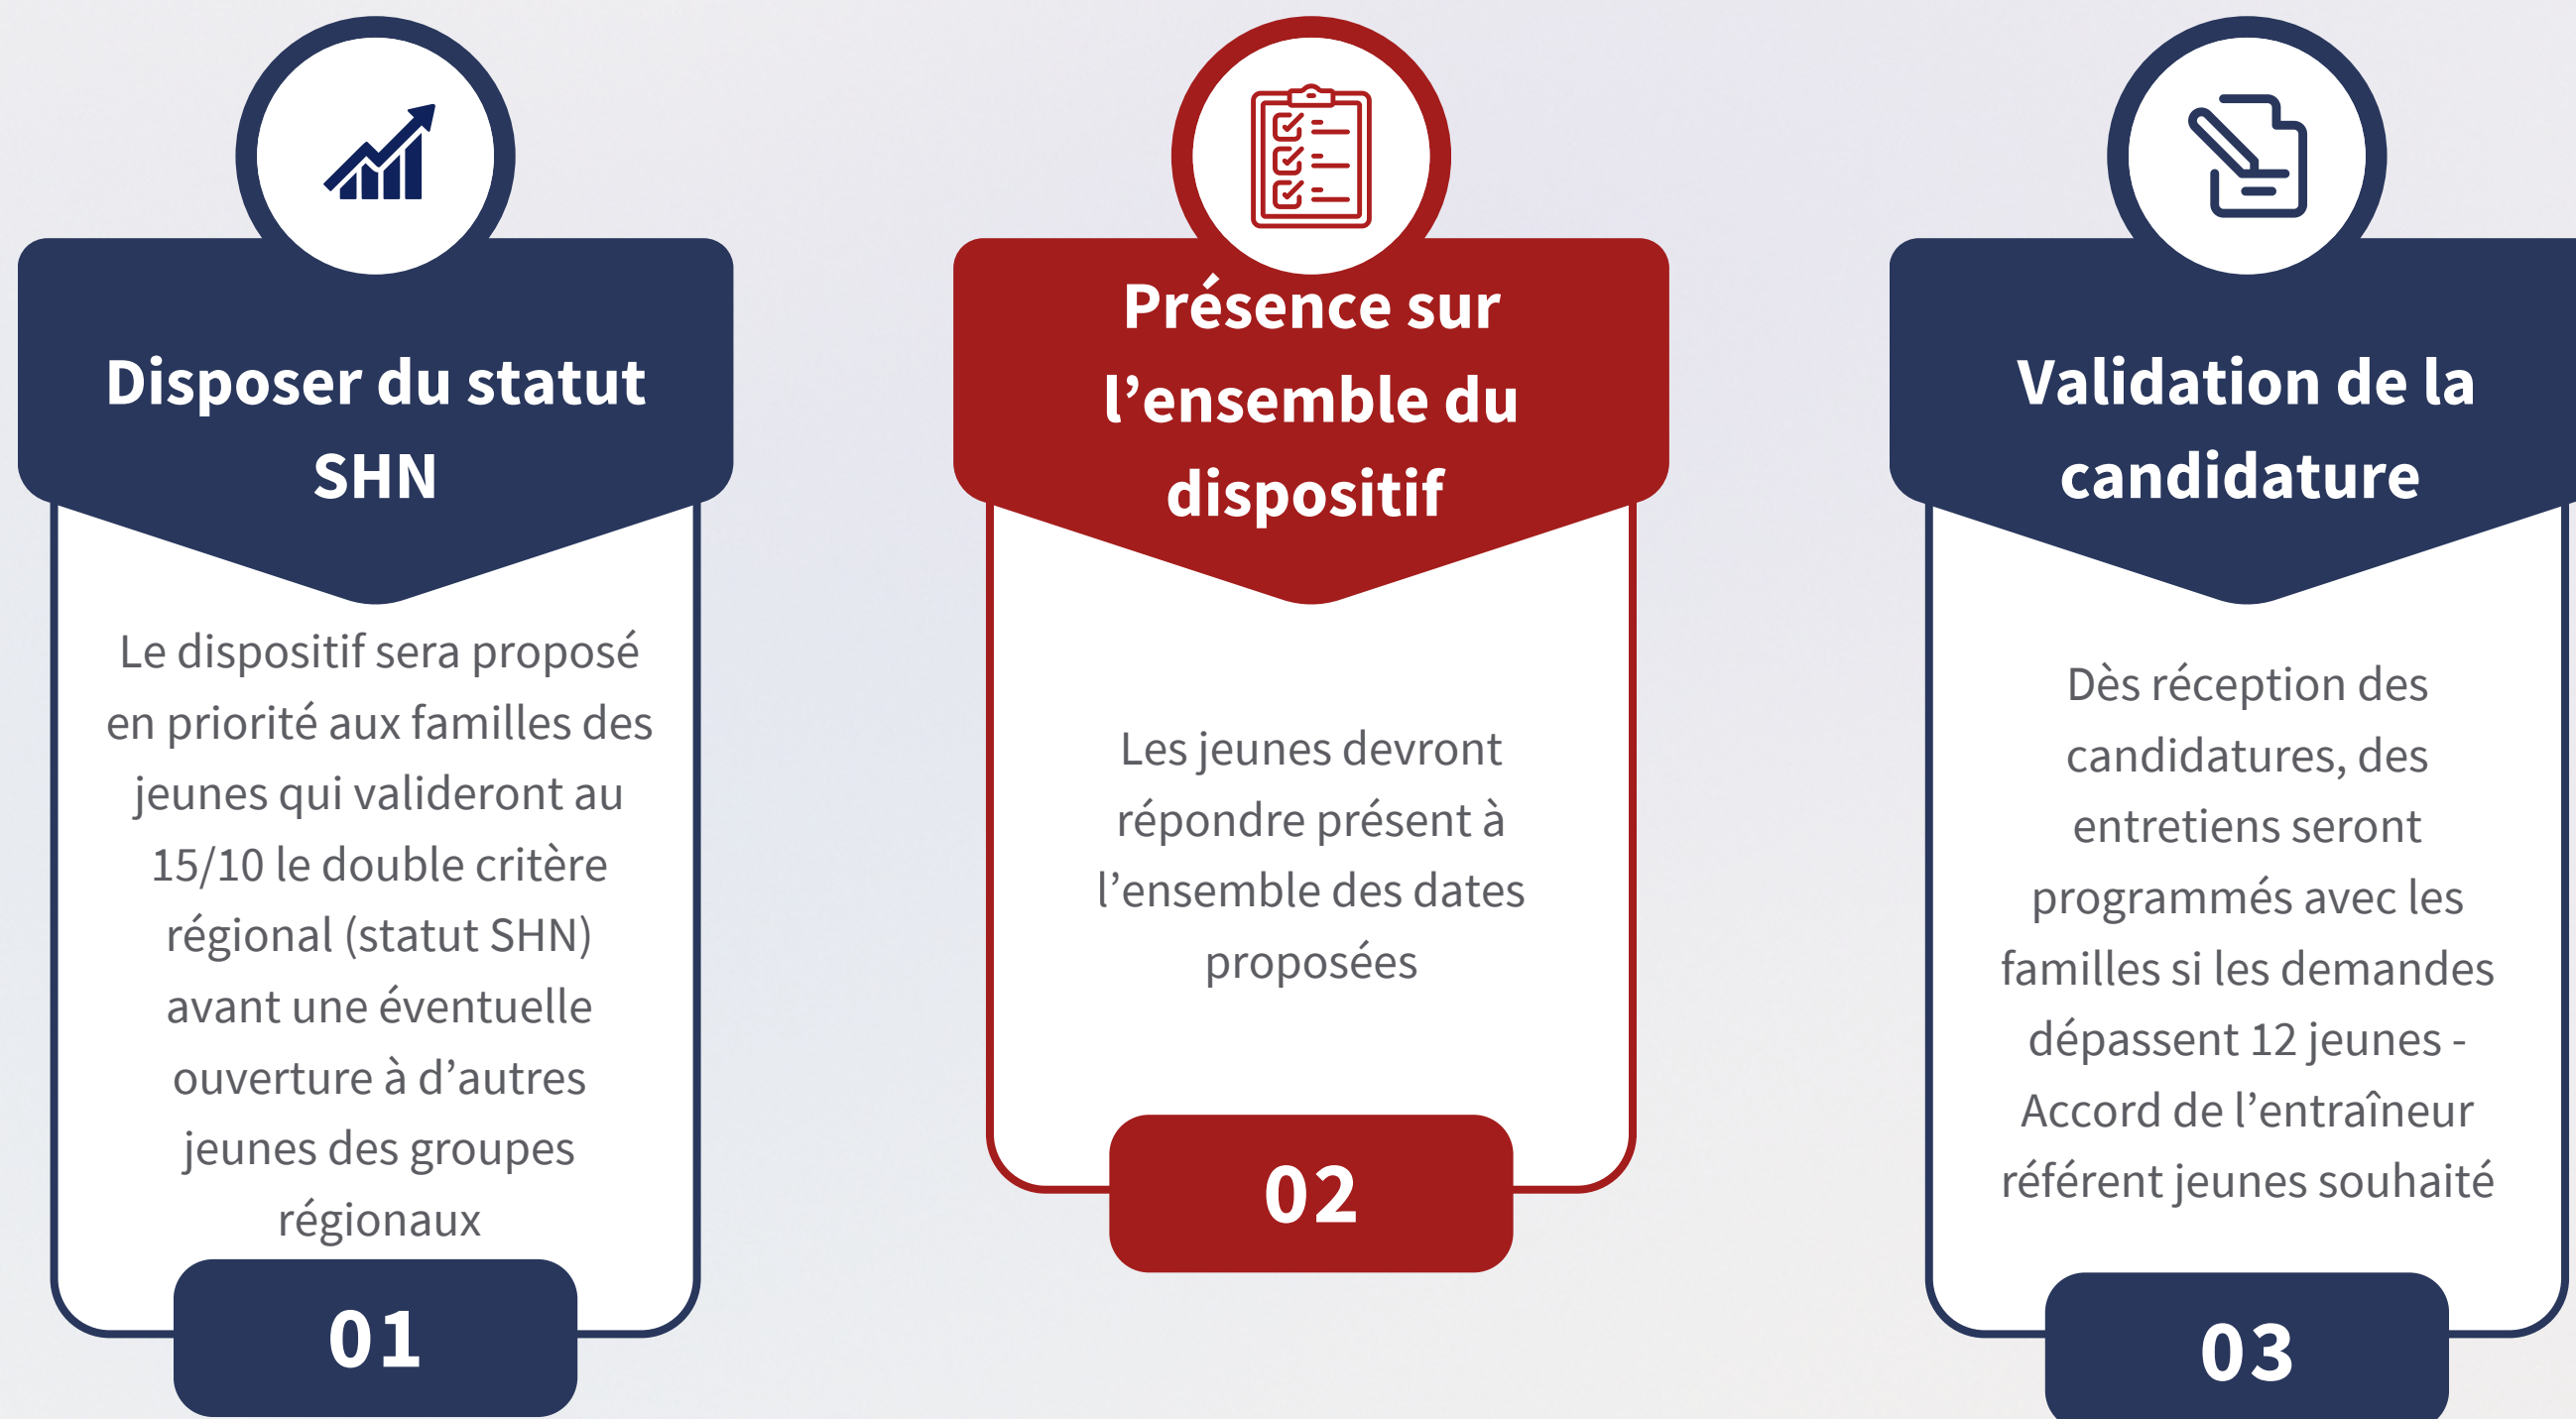 Disposer du statut
SHN
Le dispositif sera proposé
en priorité aux familles des
jeunes qui valideront au
15/10 le double critère
régional (statut SHN)
avant une éventuelle
ouverture à d’autres
jeunes des groupes
régionaux
01
Présence sur
l’ensemble du
dispositif
Les jeunes devront
répondre présent à
l’ensemble des dates
proposées
02
Validation de la
candidature
Dès réception des
candidatures, des
entretiens seront
programmés avec les
familles si les demandes
dépassent 12 jeunes -
Accord de l’entraîneur
référent jeunes souhaité
03